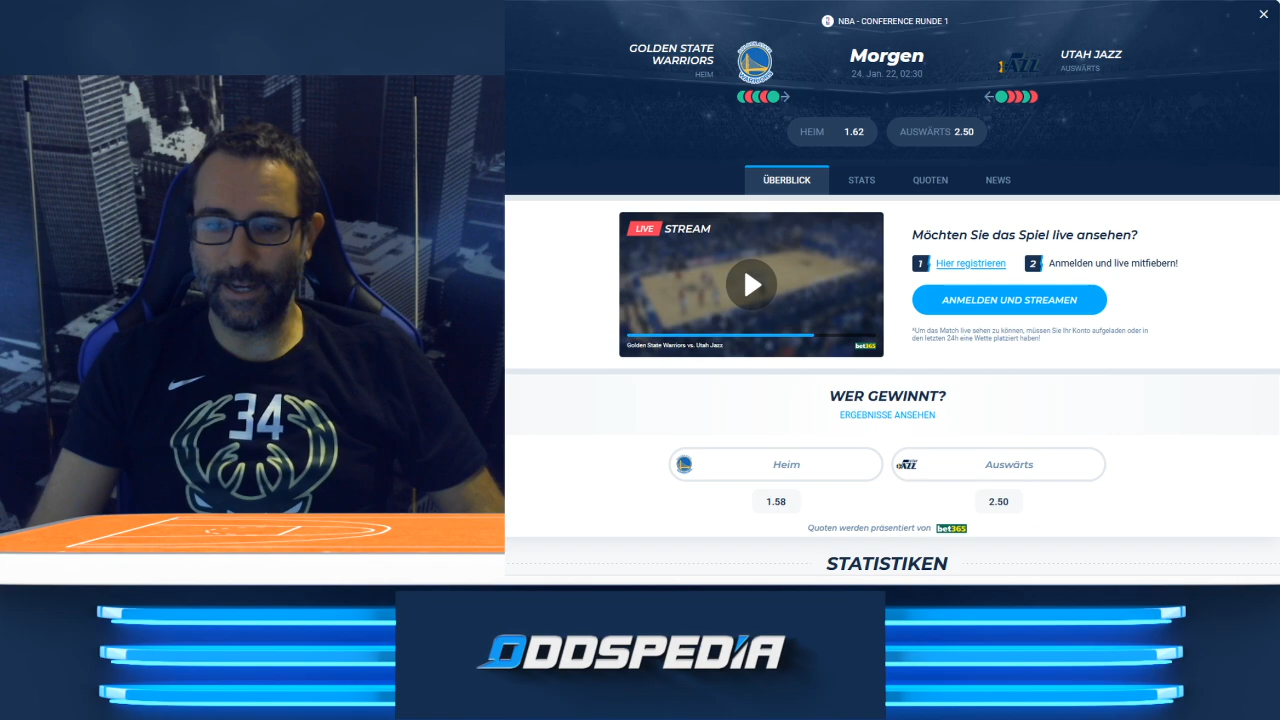 NBA - CONFERENCE RUNDE 1
GOLDEN STATE
WARRIORS
HEIM
Morgen
24. Jan. 22, 02:30
UTAH JAZZ
AUSWÄRTS
JAZZ
HEIM 1.62
AUSWÄRTS 2.50
ÜBERBLICK
STATS
QUOTEN
NEWS
LIVE STREAM
Golden State Warriors vs. Utah Jazz
bet365
Möchten Sie das Spiel live ansehen?
1 Hier registrieren
2 Anmelden und live mitfiebern!
ANMELDEN UND STREAMEN
*Um das Match live sehen zu können, müssen Sie Ihr Konto aufgeladen oder in
den letzten 24h eine Wette platziert haben!
34
WER GEWINNT?
ERGEBNISSE ANSEHEN
Heim
JAZZ
Auswärts
1.58
2.50
Quoten werden präsentiert von bet365
STATISTIKEN
ODDSPEDIA